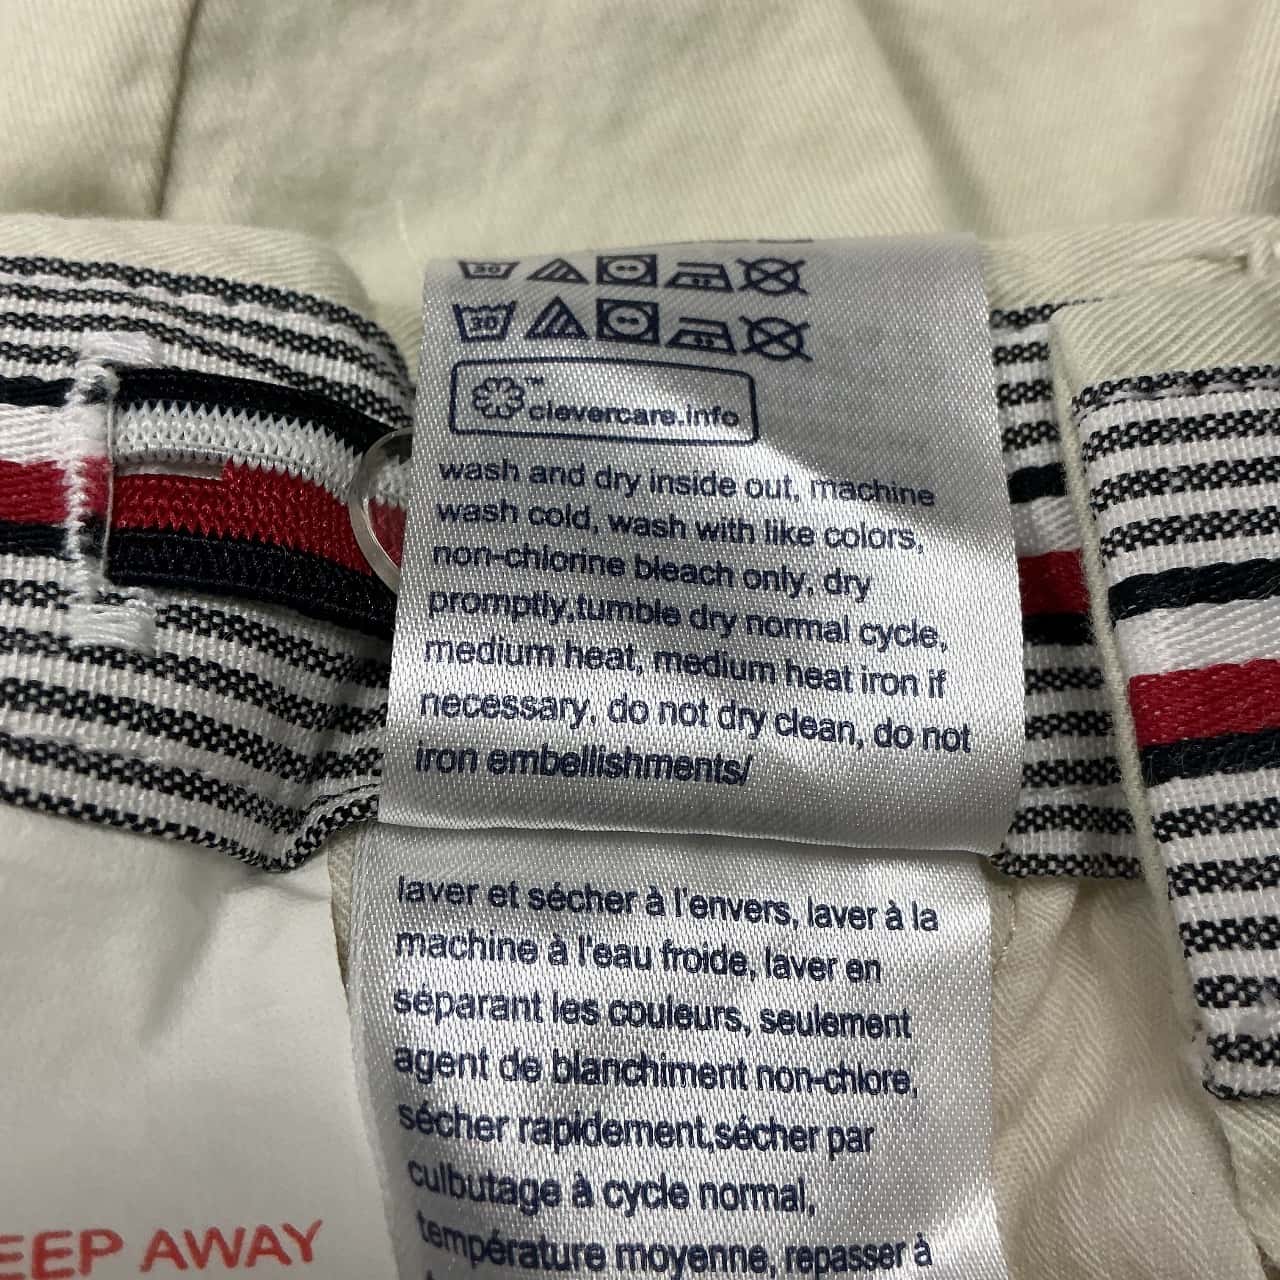 30
30
™
clevercare.info
wash and dry inside out, machine
wash cold, wash with like colors,
non-chlorine bleach only, dry
promptly,tumble dry normal cycle,
medium heat, medium heat iron if
necessary, do not dry clean, do not
iron embellishments/
laver et sécher à l'envers, laver à la
machine à l'eau froide, laver en
séparant les couleurs, seulement
agent de blanchiment non-chlore,
sécher rapidement,sécher par
culbutage à cycle normal,
température moyenne, repasser à
EEP AWAY